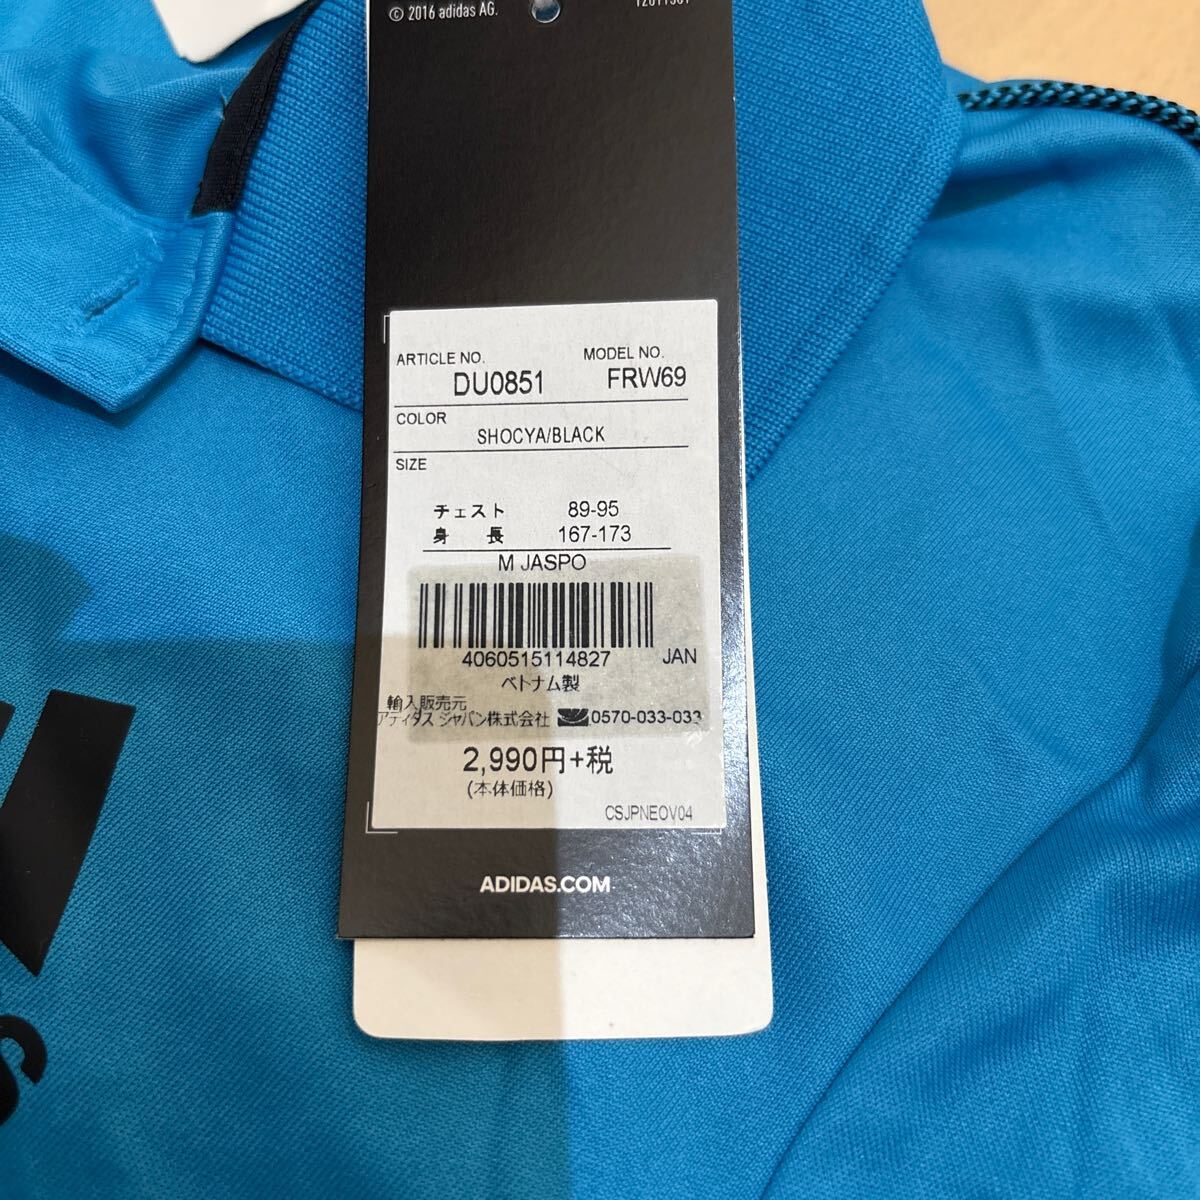 © 2016 adidas AG.
ARTICLE NO. MODEL NO.
DU0851 FRW69
COLOR
SHOCYA/BLACK
SIZE
チェスト 89-95
身 長 167-173
M JASPO
4060515114827 JAN
ベトナム製
輸入販売元
アディダス ジャパン株式会社 0570-033-033
2,990円+税
(本体価格)
CSJPNEOV04
ADIDAS.COM
s